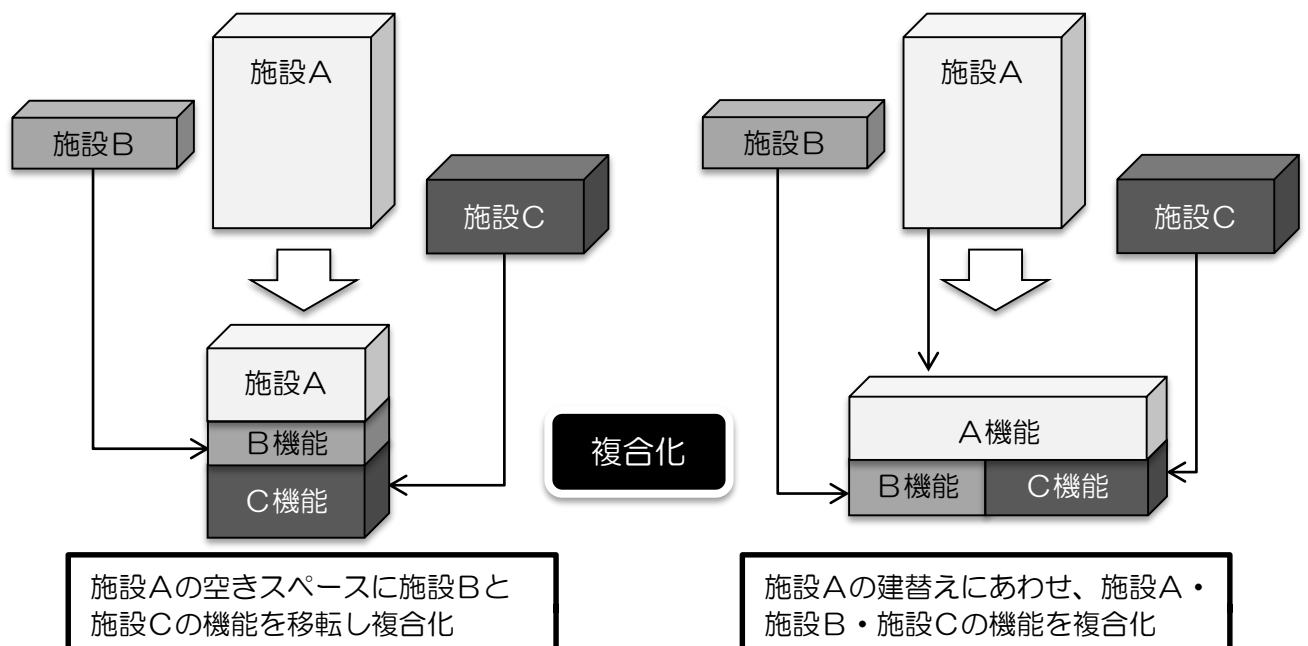 施設A
施設B
施設C
施設A
B機能
C機能
施設Aの空きスペースに施設Bと
施設Cの機能を移転し複合化
複合化
施設A
施設B
施設C
A機能
B機能
C機能
施設Aの建替えにあわせ、施設A・
施設B・施設Cの機能を複合化